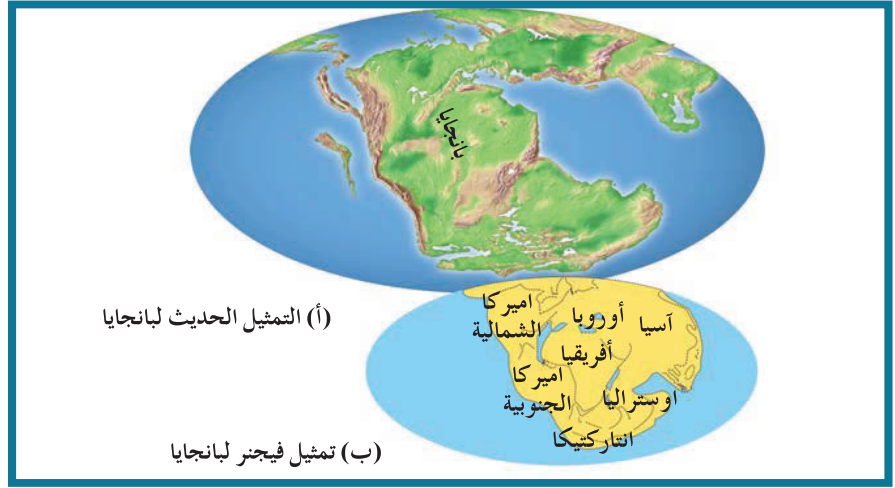 بانجايا
(أ) التمثيل الحديث لبانجايا
اميركا
الشمالية
أوروبا
آسيا
أفريقيا
اميركا
الجنوبية
اوستراليا
انتاركتيكا
(ب) تمثيل فيجنر لبانجايا